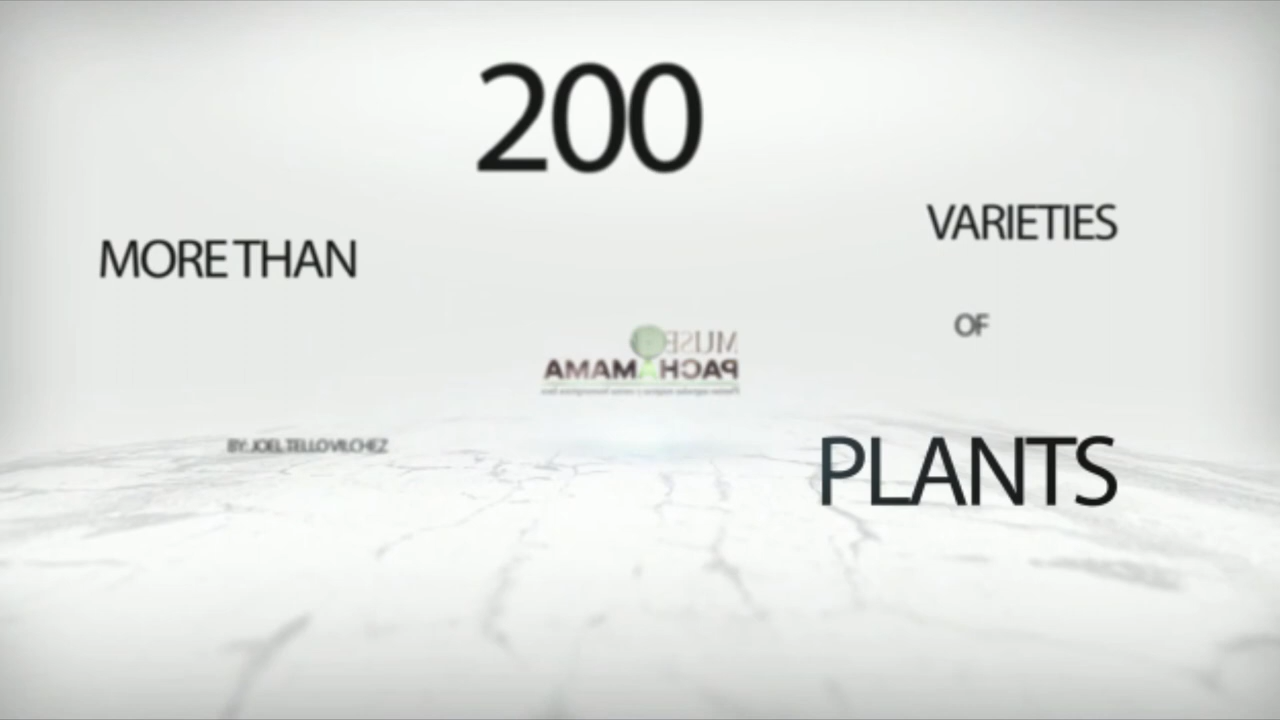 200
MORE THAN
VARIETIES
OF
MUSEO
PACHAMAMA
BY: JOEL TELLO VILCHEZ
PLANTS